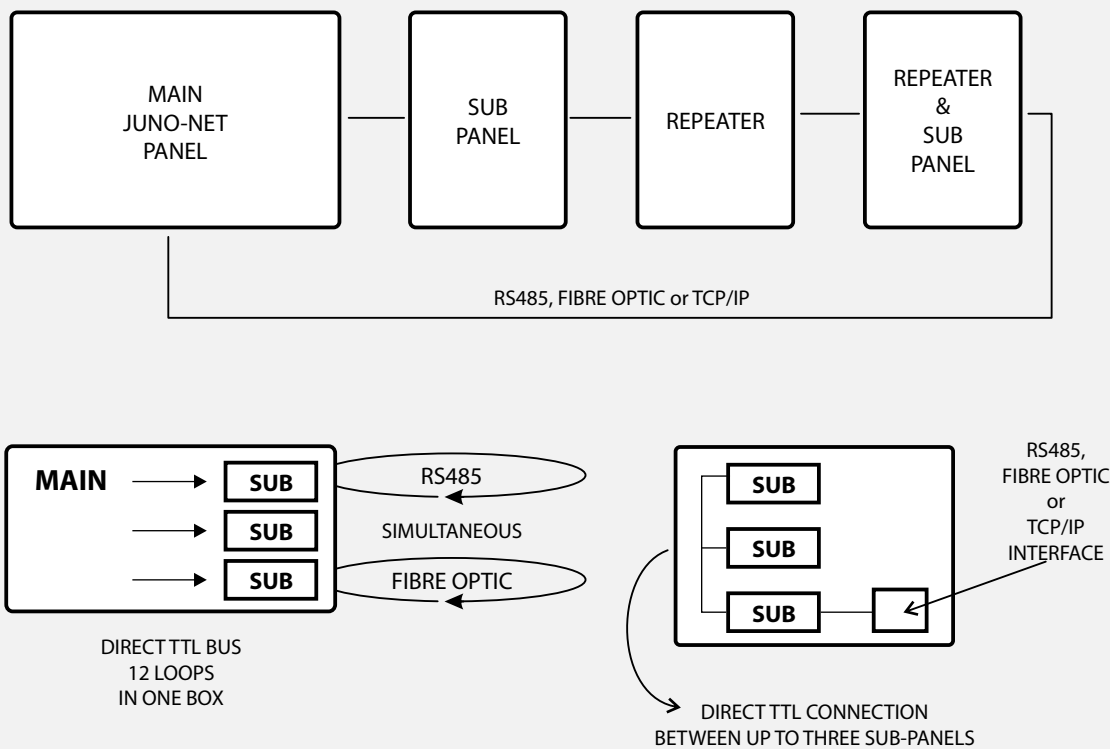 MAIN
JUNO-NET
PANEL
SUB
PANEL
REPEATER
REPEATER
&
SUB
PANEL
RS485, FIBRE OPTIC or TCP/IP
MAIN
SUB
SUB
SUB
RS485
SIMULTANEOUS
FIBRE OPTIC
DIRECT TTL BUS
12 LOOPS
IN ONE BOX
SUB
SUB
SUB
RS485,
FIBRE OPTIC
or
TCP/IP
INTERFACE
DIRECT TTL CONNECTION
BETWEEN UP TO THREE SUB-PANELS